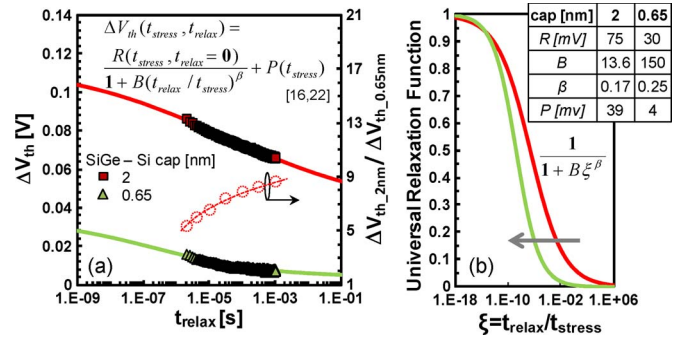 0.14
0.12
0.1
0.08
0.06
0.04
0.02
0
ΔVth [V]
ΔVth(tstress, trelax) =
R(tstress, trelax = 0)
1 + B(trelax / tstress)^β
+ P(tstress)
[16,22]
SiGe – Si cap [nm]
2
0.65
(a)
21
17
13
9
5
1
ΔVth_2nm / ΔVth_0.65nm
1.E-09 1.E-07 1.E-05 1.E-03 1.E-01
trelax [s]
Universal Relaxation Function
1
0.9
0.8
0.7
0.6
0.5
0.4
0.3
0.2
0.1
0
cap [nm] 2 0.65
R [mV] 75 30
B 13.6 150
β 0.17 0.25
P [mv] 39 4
1
1 + Bξ^β
(b)
1.E-18 1.E-10 1.E-02 1.E+06
ξ=trelax/tstress